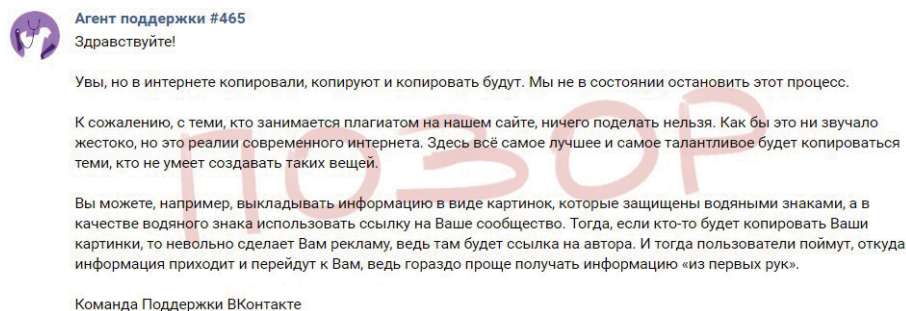 Агент поддержки #465
Здравствуйте!
Увы, но в интернете копировали, копируют и копировать будут. Мы не в состоянии остановить этот процесс.
К сожалению, с теми, кто занимается плагиатом на нашем сайте, ничего поделать нельзя. Как бы это ни звучало
жестоко, но это реалии современного интернета. Здесь всё самое лучшее и самое талантливое будет копироваться
теми, кто не умеет создавать таких вещей.
ПОЗОР
Вы можете, например, выкладывать информацию в виде картинок, которые защищены водяными знаками, а в
качестве водяного знака использовать ссылку на Ваше сообщество. Тогда, если кто-то будет копировать Ваши
картинки, то невольно сделает Вам рекламу, ведь там будет ссылка на автора. И тогда пользователи поймут, откуда
информация приходит и перейдут к Вам, ведь гораздо проще получать информацию «из первых рук».
Команда Поддержки ВКонтакте